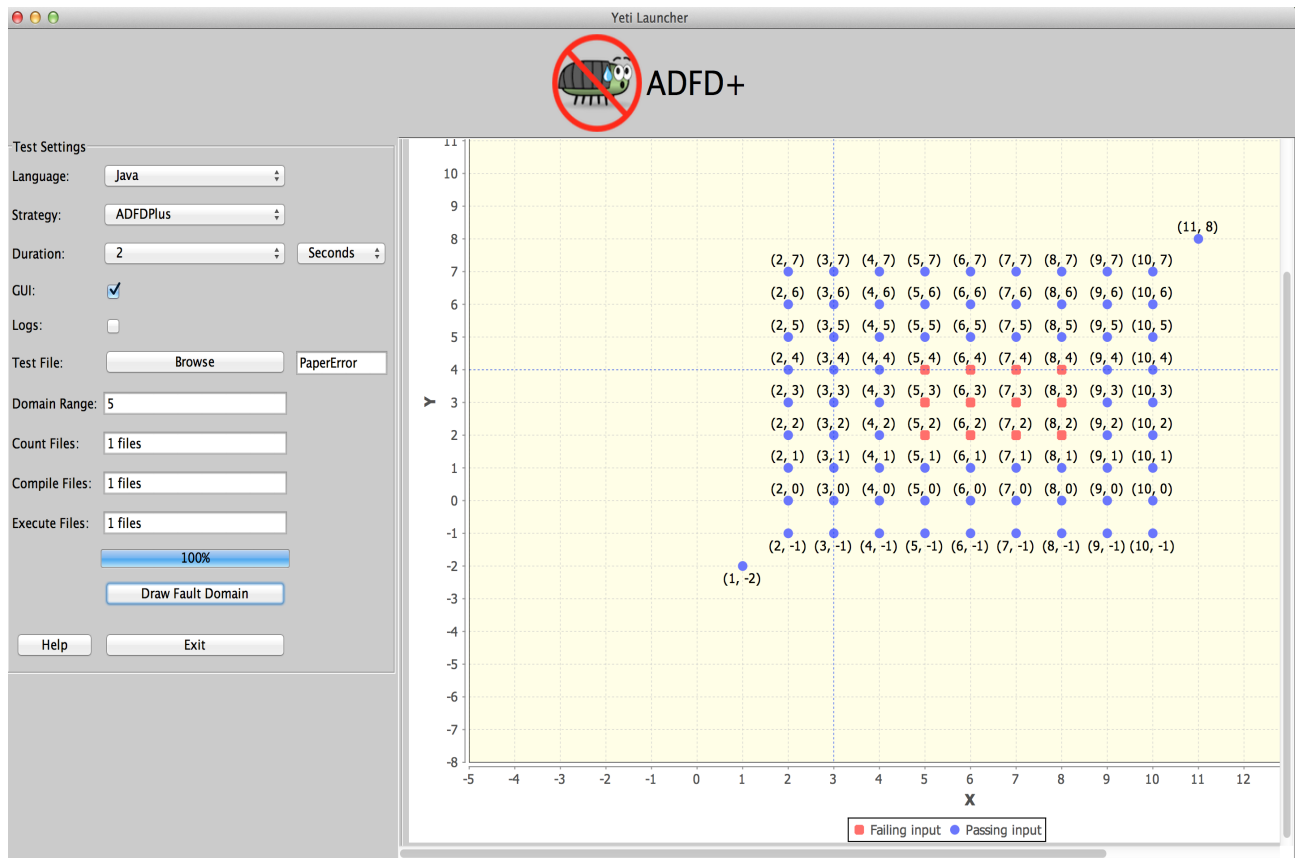 Yeti Launcher
ADFD+
Test Settings
Language: Java
Strategy: ADFDPlus
Duration: 2 Seconds
GUI:
Logs:
Test File: Browse PaperError
Domain Range: 5
Count Files: 1 files
Compile Files: 1 files
Execute Files: 1 files
100%
Draw Fault Domain
Help Exit
11
10
9
(11, 8)
8
(2, 7) (3, 7) (4, 7) (5, 7) (6, 7) (7, 7) (8, 7) (9, 7) (10, 7)
7
(2, 6) (3, 6) (4, 6) (5, 6) (6, 6) (7, 6) (8, 6) (9, 6) (10, 6)
6
(2, 5) (3, 5) (4, 5) (5, 5) (6, 5) (7, 5) (8, 5) (9, 5) (10, 5)
5
(2, 4) (3, 4) (4, 4) (5, 4) (6, 4) (7, 4) (8, 4) (9, 4) (10, 4)
4
(2, 3) (3, 3) (4, 3) (5, 3) (6, 3) (7, 3) (8, 3) (9, 3) (10, 3)
Y 3
(2, 2) (3, 2) (4, 2) (5, 2) (6, 2) (7, 2) (8, 2) (9, 2) (10, 2)
2
(2, 1) (3, 1) (4, 1) (5, 1) (6, 1) (7, 1) (8, 1) (9, 1) (10, 1)
1
(2, 0) (3, 0) (4, 0) (5, 0) (6, 0) (7, 0) (8, 0) (9, 0) (10, 0)
0
-1
(2, -1) (3, -1) (4, -1) (5, -1) (6, -1) (7, -1) (8, -1) (9, -1) (10, -1)
-2
(1, -2)
-3
-4
-5
-6
-7
-8
-5 -4 -3 -2 -1 0 1 2 3 4 5 6 7 8 9 10 11 12
X
Failing input Passing input